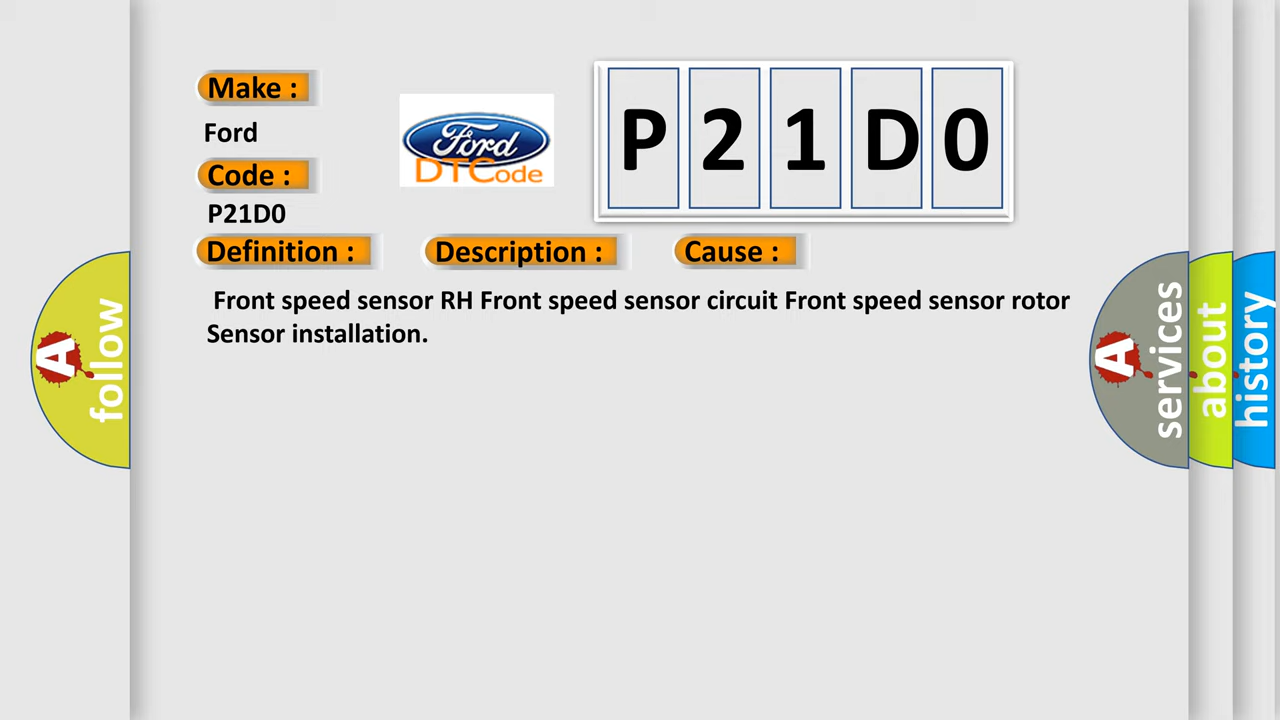 Make :
Ford
Code :
P21D0
Ford
DTCode
P 2 1 D 0
Definition : Description : Cause :
Front speed sensor RH Front speed sensor circuit Front speed sensor rotor
Sensor installation.
A follow
A services
about
history